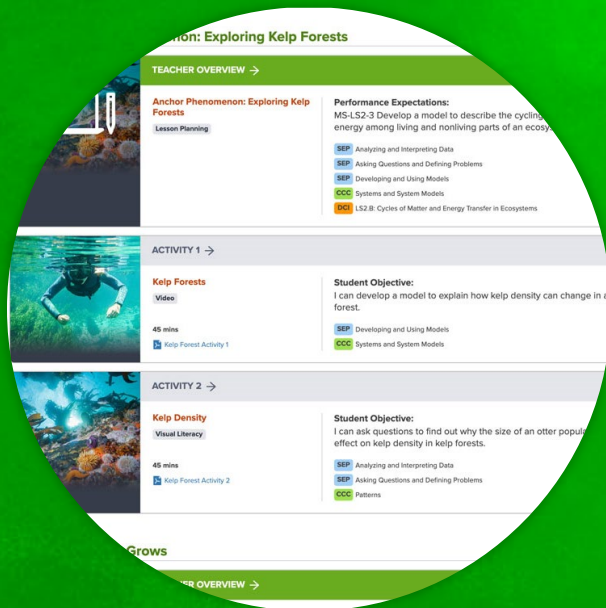 Exploring Kelp Forests
TEACHER OVERVIEW →
Anchor Phenomenon: Exploring Kelp
Forests
Lesson Planning
Performance Expectations:
MS-LS2-3 Develop a model to describe the cycling
energy among living and nonliving parts of an
SEP Analyzing and Interpreting Data
SEP Asking Questions and Defining Problems
SEP Developing and Using Models
CCC Systems and System Models
DCI LS2.B: Cycles of Matter and Energy Transfer in Ecosystems
ACTIVITY 1 →
Kelp Forests
Video
45 mins
Kelp Forest Activity 1
Student Objective:
I can develop a model to explain how kelp density can change in a
forest.
SEP Developing and Using Models
CCC Systems and System Models
ACTIVITY 2 →
Kelp Density
Visual Literacy
45 mins
Kelp Forest Activity 2
Student Objective:
I can ask questions to find out why the size of an otter
effect on kelp density in kelp forests.
SEP Analyzing and Interpreting Data
SEP Asking Questions and Defining Problems
CCC Patterns
Grows
OVERVIEW →